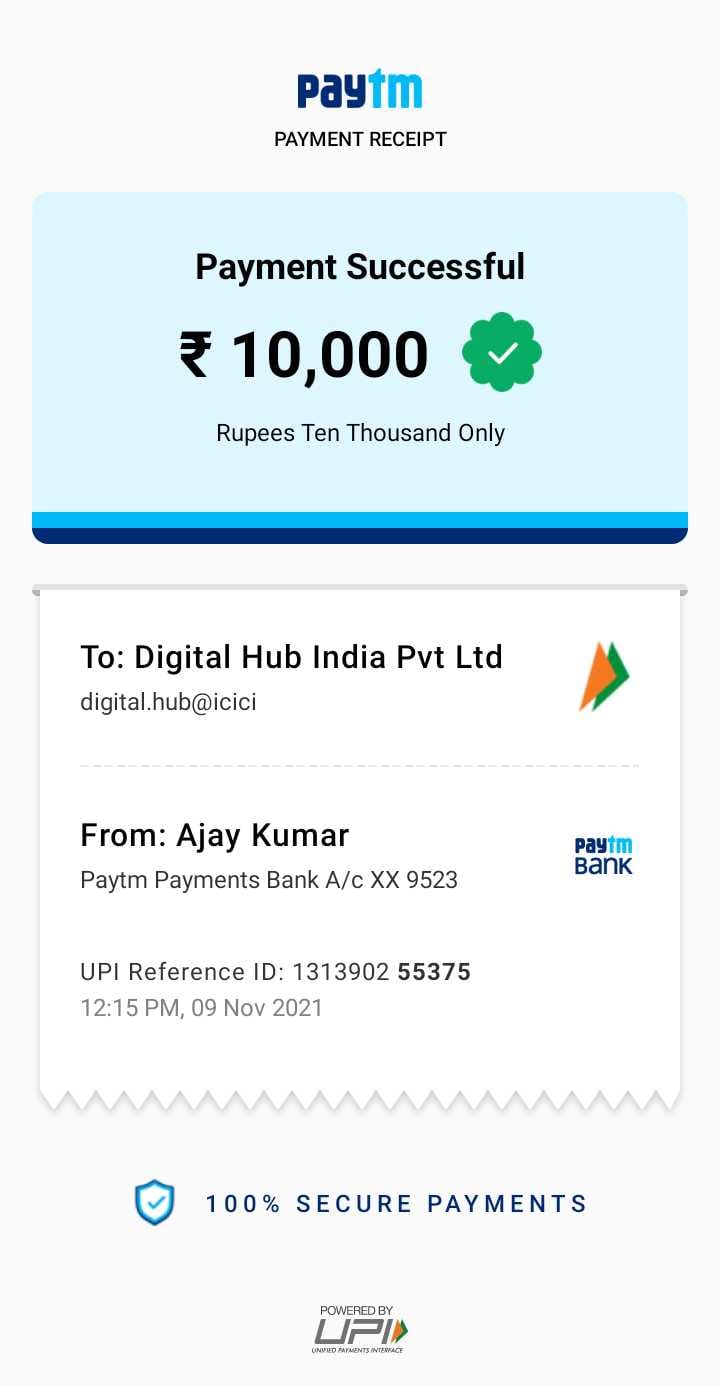 paytm
PAYMENT RECEIPT
Payment Successful
₹ 10,000
Rupees Ten Thousand Only
To: Digital Hub India Pvt Ltd
digital.hub@icici
From: Ajay Kumar
Paytm Payments Bank A/c XX 9523
paytm
BANK
UPI Reference ID: 1313902 55375
12:15 PM, 09 Nov 2021
100% SECURE PAYMENTS
POWERED BY
UPI
UNIFIED PAYMENTS INTERFACE